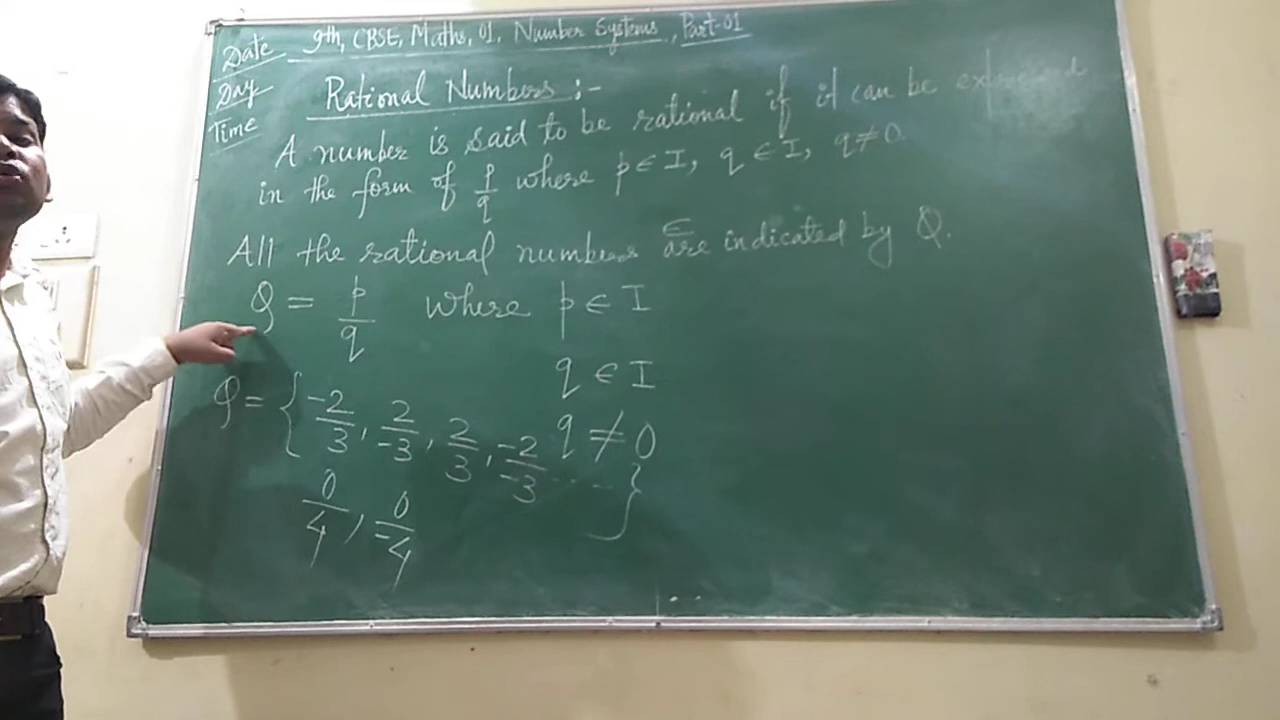 Date
Day
Time
9th, CBSE, Maths, 01, Number Systems, Part-01
Rational Numbers :-
A number is said to be rational if it can be
in the form of p/q where p ∈ I, q ∈ I, q ≠ 0.
All the rational numbers are indicated by Q.
∈
Q = p/q where p ∈ I
q ∈ I
q ≠ 0
Q = { -2/3, 2/-3, 2/3, -2/-3 ..... }
0/4, 0/-4